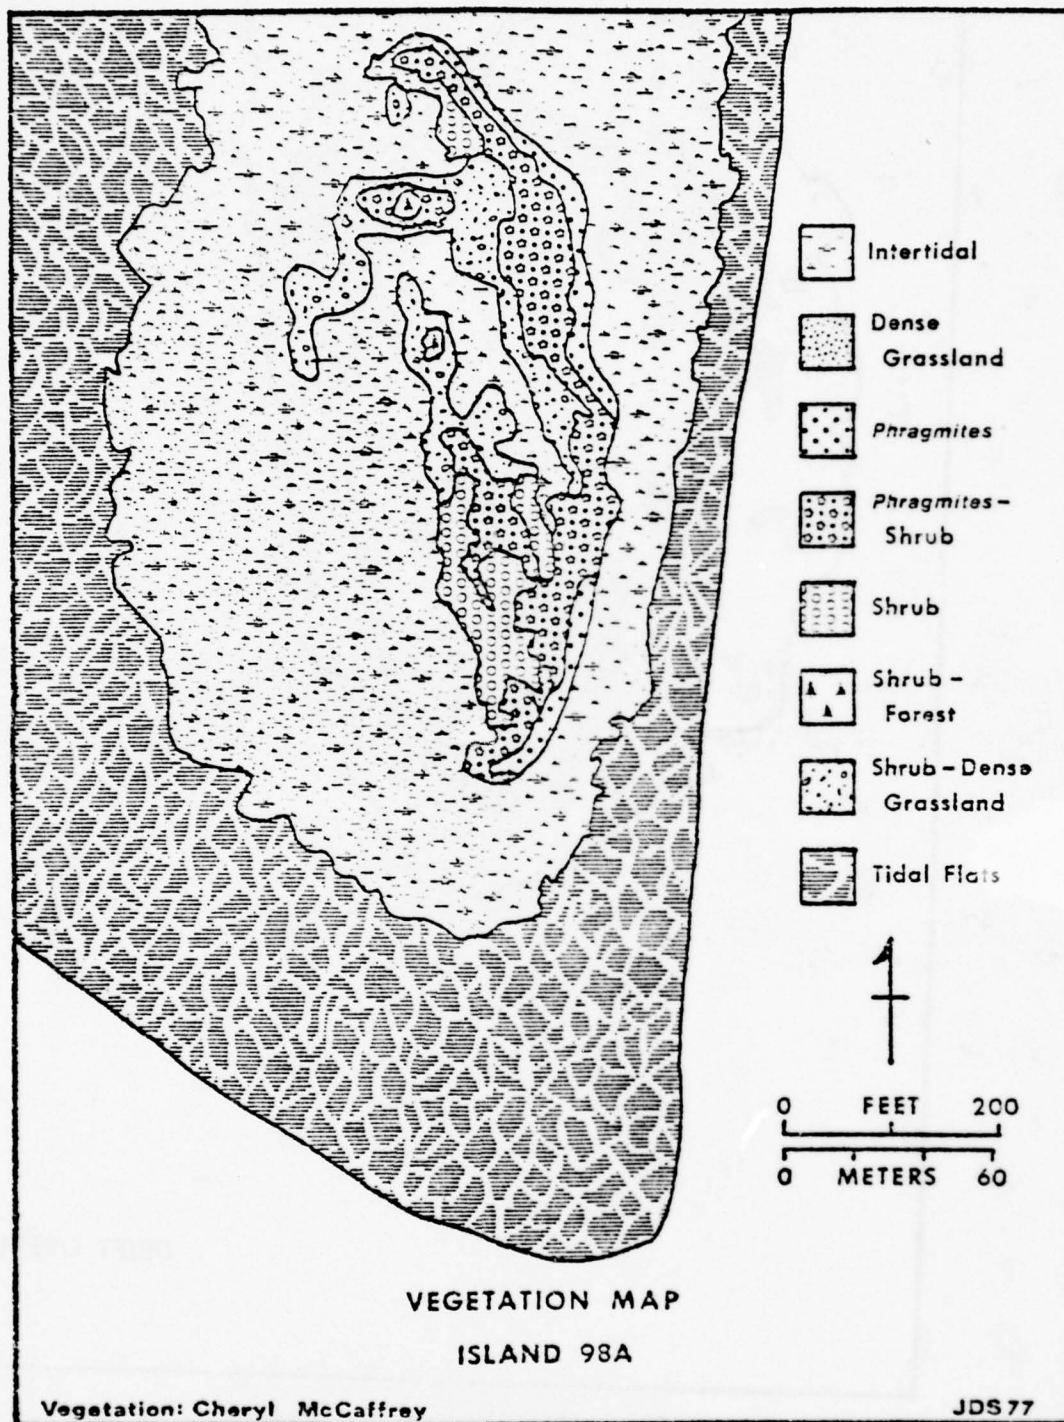 Intertidal
Dense
Grassland
Phragmites
Phragmites-
Shrub
Shrub
Shrub-
Forest
Shrub-Dense
Grassland
Tidal Flats
0 FEET 200
0 METERS 60
VEGETATION MAP
ISLAND 98A
Vegetation: Cheryl McCaffrey
JDS77